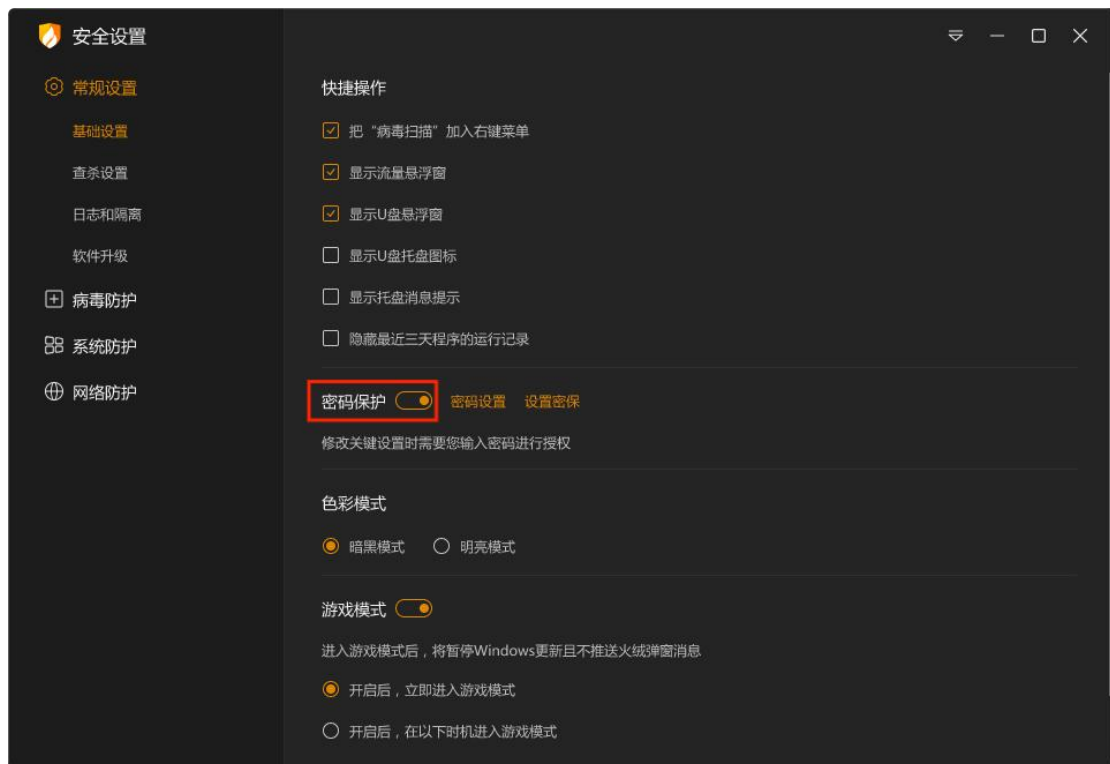 安全设置
常规设置
基础设置
查杀设置
日志和隔离
软件升级
病毒防护
系统防护
网络防护
快捷操作
把“病毒扫描”加入右键菜单
显示流量悬浮窗
显示U盘悬浮窗
显示U盘托盘图标
显示托盘消息提示
隐藏最近三天程序的运行记录
密码保护 密码设置 设置密保
修改关键设置时需要您输入密码进行授权
色彩模式
暗黑模式 明亮模式
游戏模式
进入游戏模式后，将暂停Windows更新且不推送火绒弹窗消息
开启后，立即进入游戏模式
开启后，在以下时机进入游戏模式